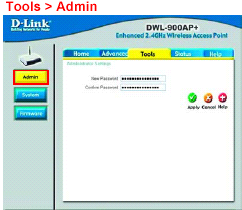 Tools > Admin
D-Link
Building Networks for People
DWL-900AP+
Enhanced 2.4GHz Wireless Access Point
Home Advanced Tools Status Help
Admin
System
Firmware
Administrator Settings
New Password ****************
Confirm Password ****************
Apply Cancel Help